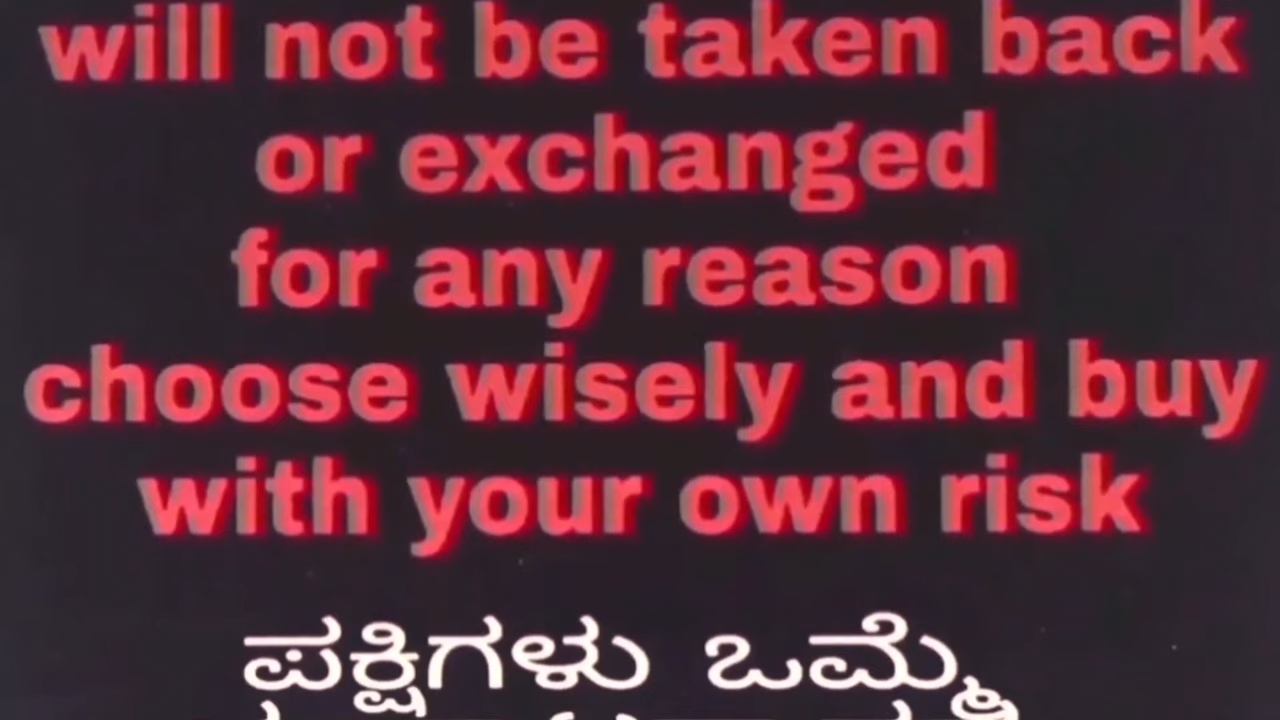 will not be taken back
or exchanged
for any reason
choose wisely and buy
with your own risk
ಪಕ್ಷಿಗಳು ಒಮ್ಮೆ